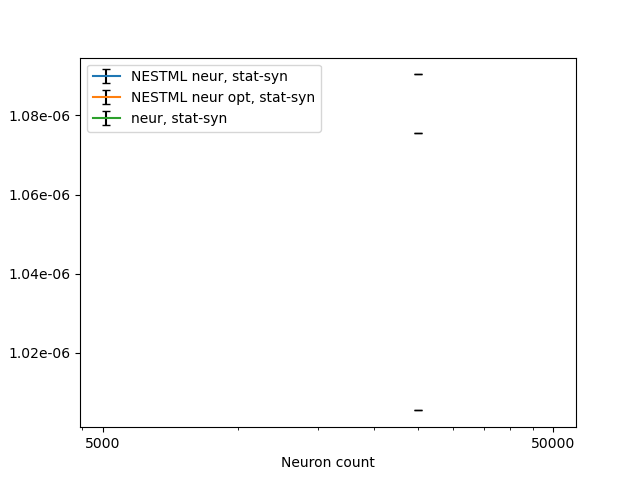 NESTML neur, stat-syn
NESTML neur opt, stat-syn
neur, stat-syn
1.08e-06
1.06e-06
1.04e-06
1.02e-06
5000
50000
Neuron count